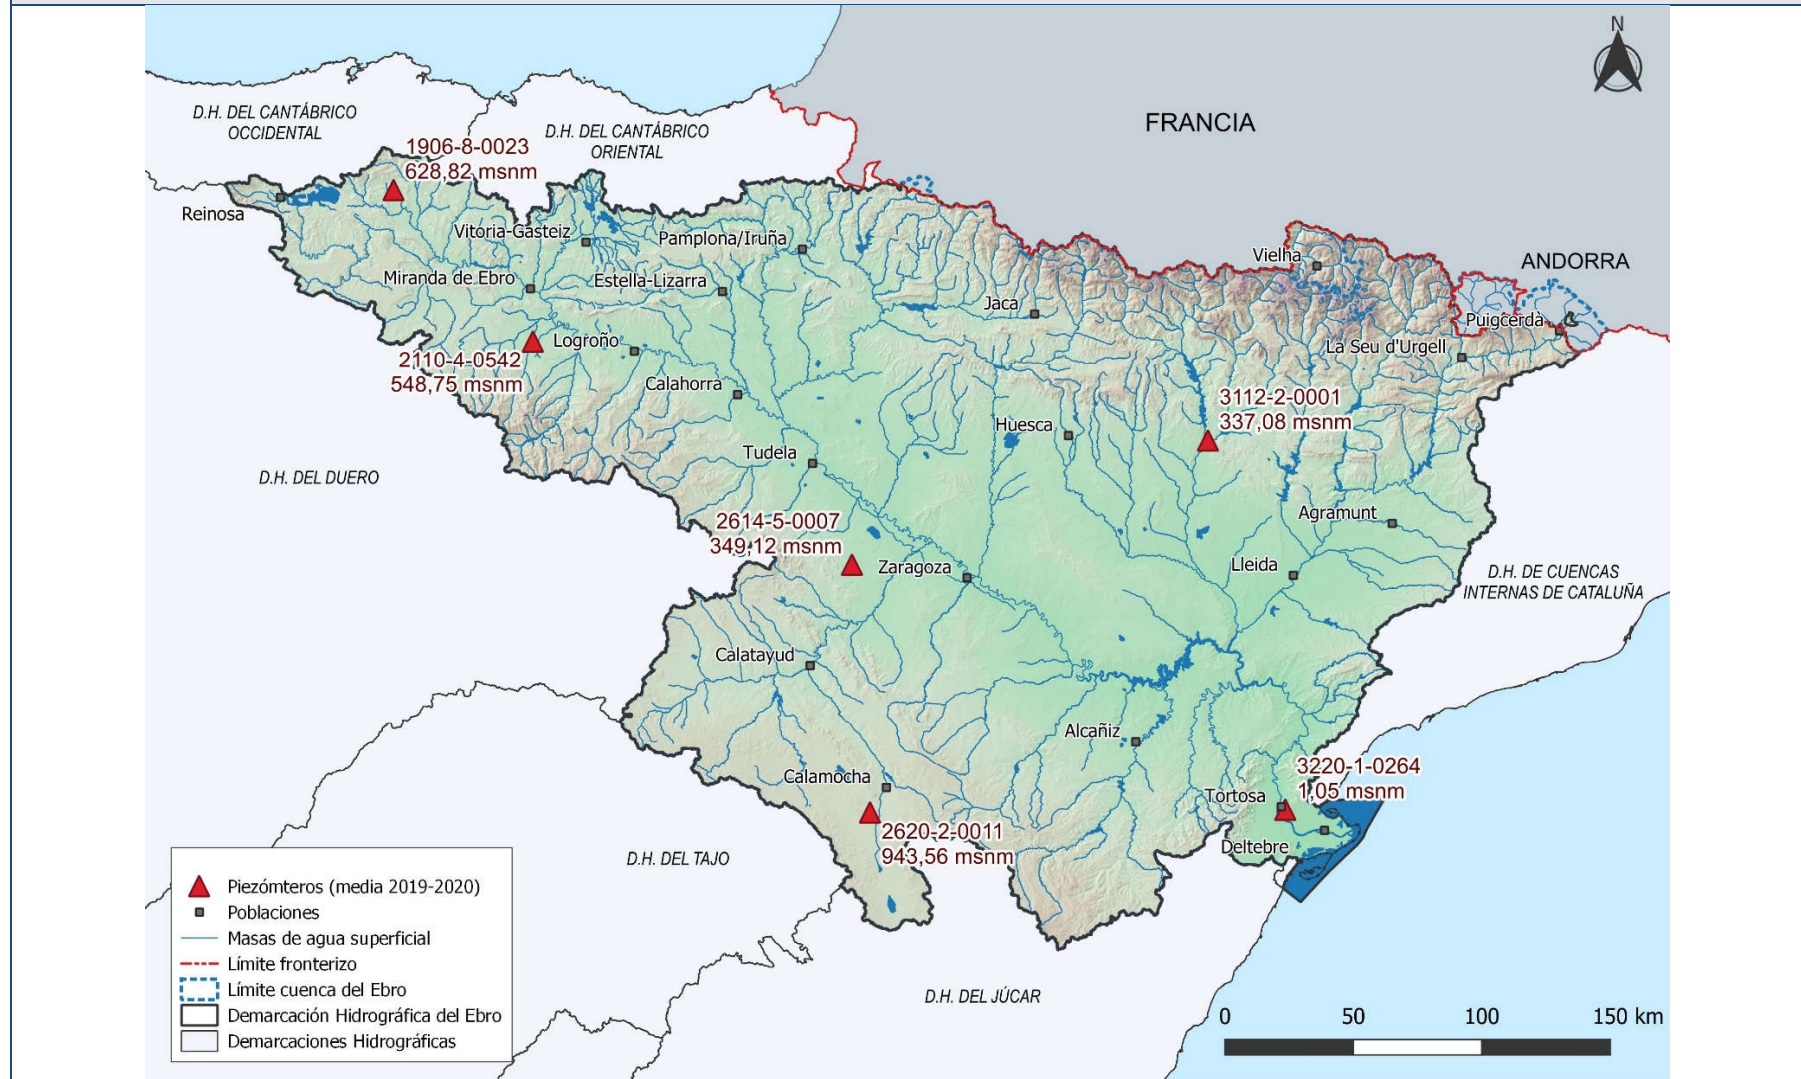 N
FRANCIA
D.H. DEL CANTÁBRICO
OCCIDENTAL
D.H. DEL CANTÁBRICO
ORIENTAL
1906-8-0023
628,82 msnm
Reinosa
Vitoria-Gasteiz
Pamplona/Iruña
Vielha
ANDORRA
Miranda de Ebro
Estella-Lizarra
Jaca
Puigcerdà
Logroño
La Seu d'Urgell
2110-4-0542
548,75 msnm
Calahorra
3112-2-0001
337,08 msnm
Huesca
Tudela
D.H. DEL DUERO
2614-5-0007
349,12 msnm
Agramunt
Zaragoza
Lleida
D.H. DE CUENCAS
INTERNAS DE CATALUÑA
Calatayud
Alcañiz
Calamocha
3220-1-0264
1,05 msnm
Tortosa
2620-2-0011
943,56 msnm
Deltebre
D.H. DEL TAJO
D.H. DEL JÚCAR
Piezómteros (media 2019-2020)
Poblaciones
Masas de agua superficial
Límite fronterizo
Límite cuenca del Ebro
Demarcación Hidrográfica del Ebro
Demarcaciones Hidrográficas
0 50 100 150 km